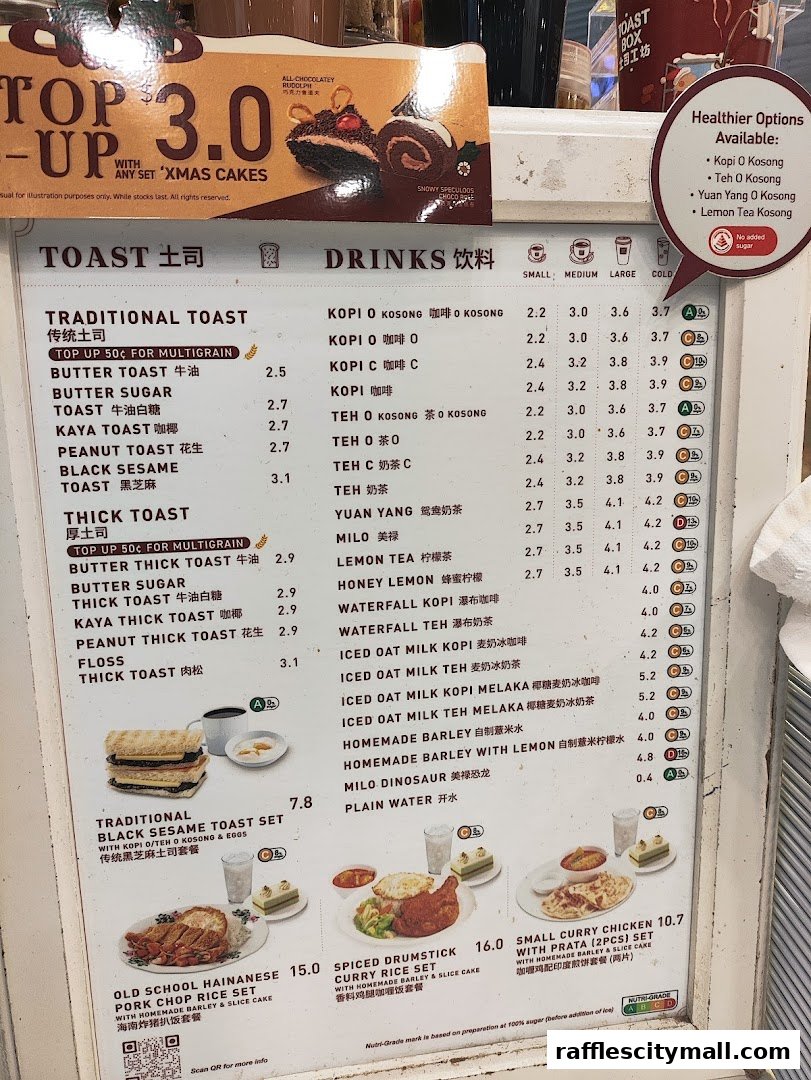 TOP
-UP WITH ANY SET
$3.0
'XMAS CAKES
ALL-CHOCOLATEY
RUDOLPH
SNOWY SPECULOOS
sual for illustration purposes only. While stocks last. All rights reserved.
TOAST
BOX
土司工坊
Healthier Options
Available:
• Kopi O Kosong
• Teh O Kosong
• Yuan Yang O Kosong
• Lemon Tea Kosong
No added
sugar
TOAST 土司
TRADITIONAL TOAST
传统土司
TOP UP 50¢ FOR MULTIGRAIN
BUTTER TOAST 牛油 2.5
BUTTER SUGAR
TOAST 牛油白糖 2.7
KAYA TOAST 咖椰 2.7
PEANUT TOAST 花生 2.7
BLACK SESAME
TOAST 黑芝麻 3.1
THICK TOAST
厚土司
TOP UP 50¢ FOR MULTIGRAIN
BUTTER THICK TOAST 牛油 2.9
BUTTER SUGAR
THICK TOAST 牛油白糖 2.9
KAYA THICK TOAST 咖椰 2.9
PEANUT THICK TOAST 花生 2.9
FLOSS
THICK TOAST 肉松 3.1
DRINKS 饮料
SMALL MEDIUM LARGE COLD
KOPI O KOSONG 咖啡 O KOSONG 2.2 3.0 3.6 3.7 A
KOPI O 咖啡 O 2.2 3.0 3.6 3.7 C
KOPI C 咖啡 C 2.4 3.2 3.8 3.9 C
KOPI 咖啡 2.4 3.2 3.8 3.9 C
TEH O KOSONG 茶 O KOSONG 2.2 3.0 3.6 3.7 A
TEH O 茶 O 2.2 3.0 3.6 3.7 C
TEH C 奶茶 C 2.4 3.2 3.8 3.9 C
TEH 奶茶 2.4 3.2 3.8 3.9 C
YUAN YANG 鸳鸯奶茶 2.7 3.5 4.1 4.2 C
MILO 美禄 2.7 3.5 4.1 4.2 D
LEMON TEA 柠檬茶 2.7 3.5 4.1 4.2 C
HONEY LEMON 蜂蜜柠檬 2.7 3.5 4.1 4.2 C
WATERFALL KOPI 瀑布咖啡 4.0 C
WATERFALL TEH 瀑布奶茶 4.0 C
ICED OAT MILK KOPI 麦奶冰咖啡 4.2 C
ICED OAT MILK TEH 麦奶冰奶茶 4.2 C
ICED OAT MILK KOPI MELAKA 椰糖麦奶冰咖啡 5.2 C
ICED OAT MILK TEH MELAKA 椰糖麦奶冰奶茶 5.2 C
HOMEMADE BARLEY 自制薏米水 4.0 C
HOMEMADE BARLEY WITH LEMON 自制薏米柠檬水 4.0 C
MILO DINOSAUR 美禄恐龙 4.8 D
PLAIN WATER 开水 0.4 A
A
TRADITIONAL 7.8
BLACK SESAME TOAST SET
WITH KOPI O/TEH O KOSONG & EGGS
传统黑芝麻土司套餐
C
OLD SCHOOL HAINANESE 15.0
PORK CHOP RICE SET
WITH HOMEMADE BARLEY & SLICE CAKE
海南炸猪扒饭套餐
C
SPICED DRUMSTICK 16.0
CURRY RICE SET
WITH HOMEMADE BARLEY & SLICE CAKE
香料鸡腿咖喱饭套餐
C
SMALL CURRY CHICKEN 10.7
WITH PRATA (2PCS) SET
WITH HOMEMADE BARLEY & SLICE CAKE
咖喱鸡配印度煎饼套餐 (两片)
Scan QR for more info
Nutri-Grade mark is based on preparation at 100% sugar (before addition of ice)
NUTRI-GRADE
A B C D
rafflescitymall.com